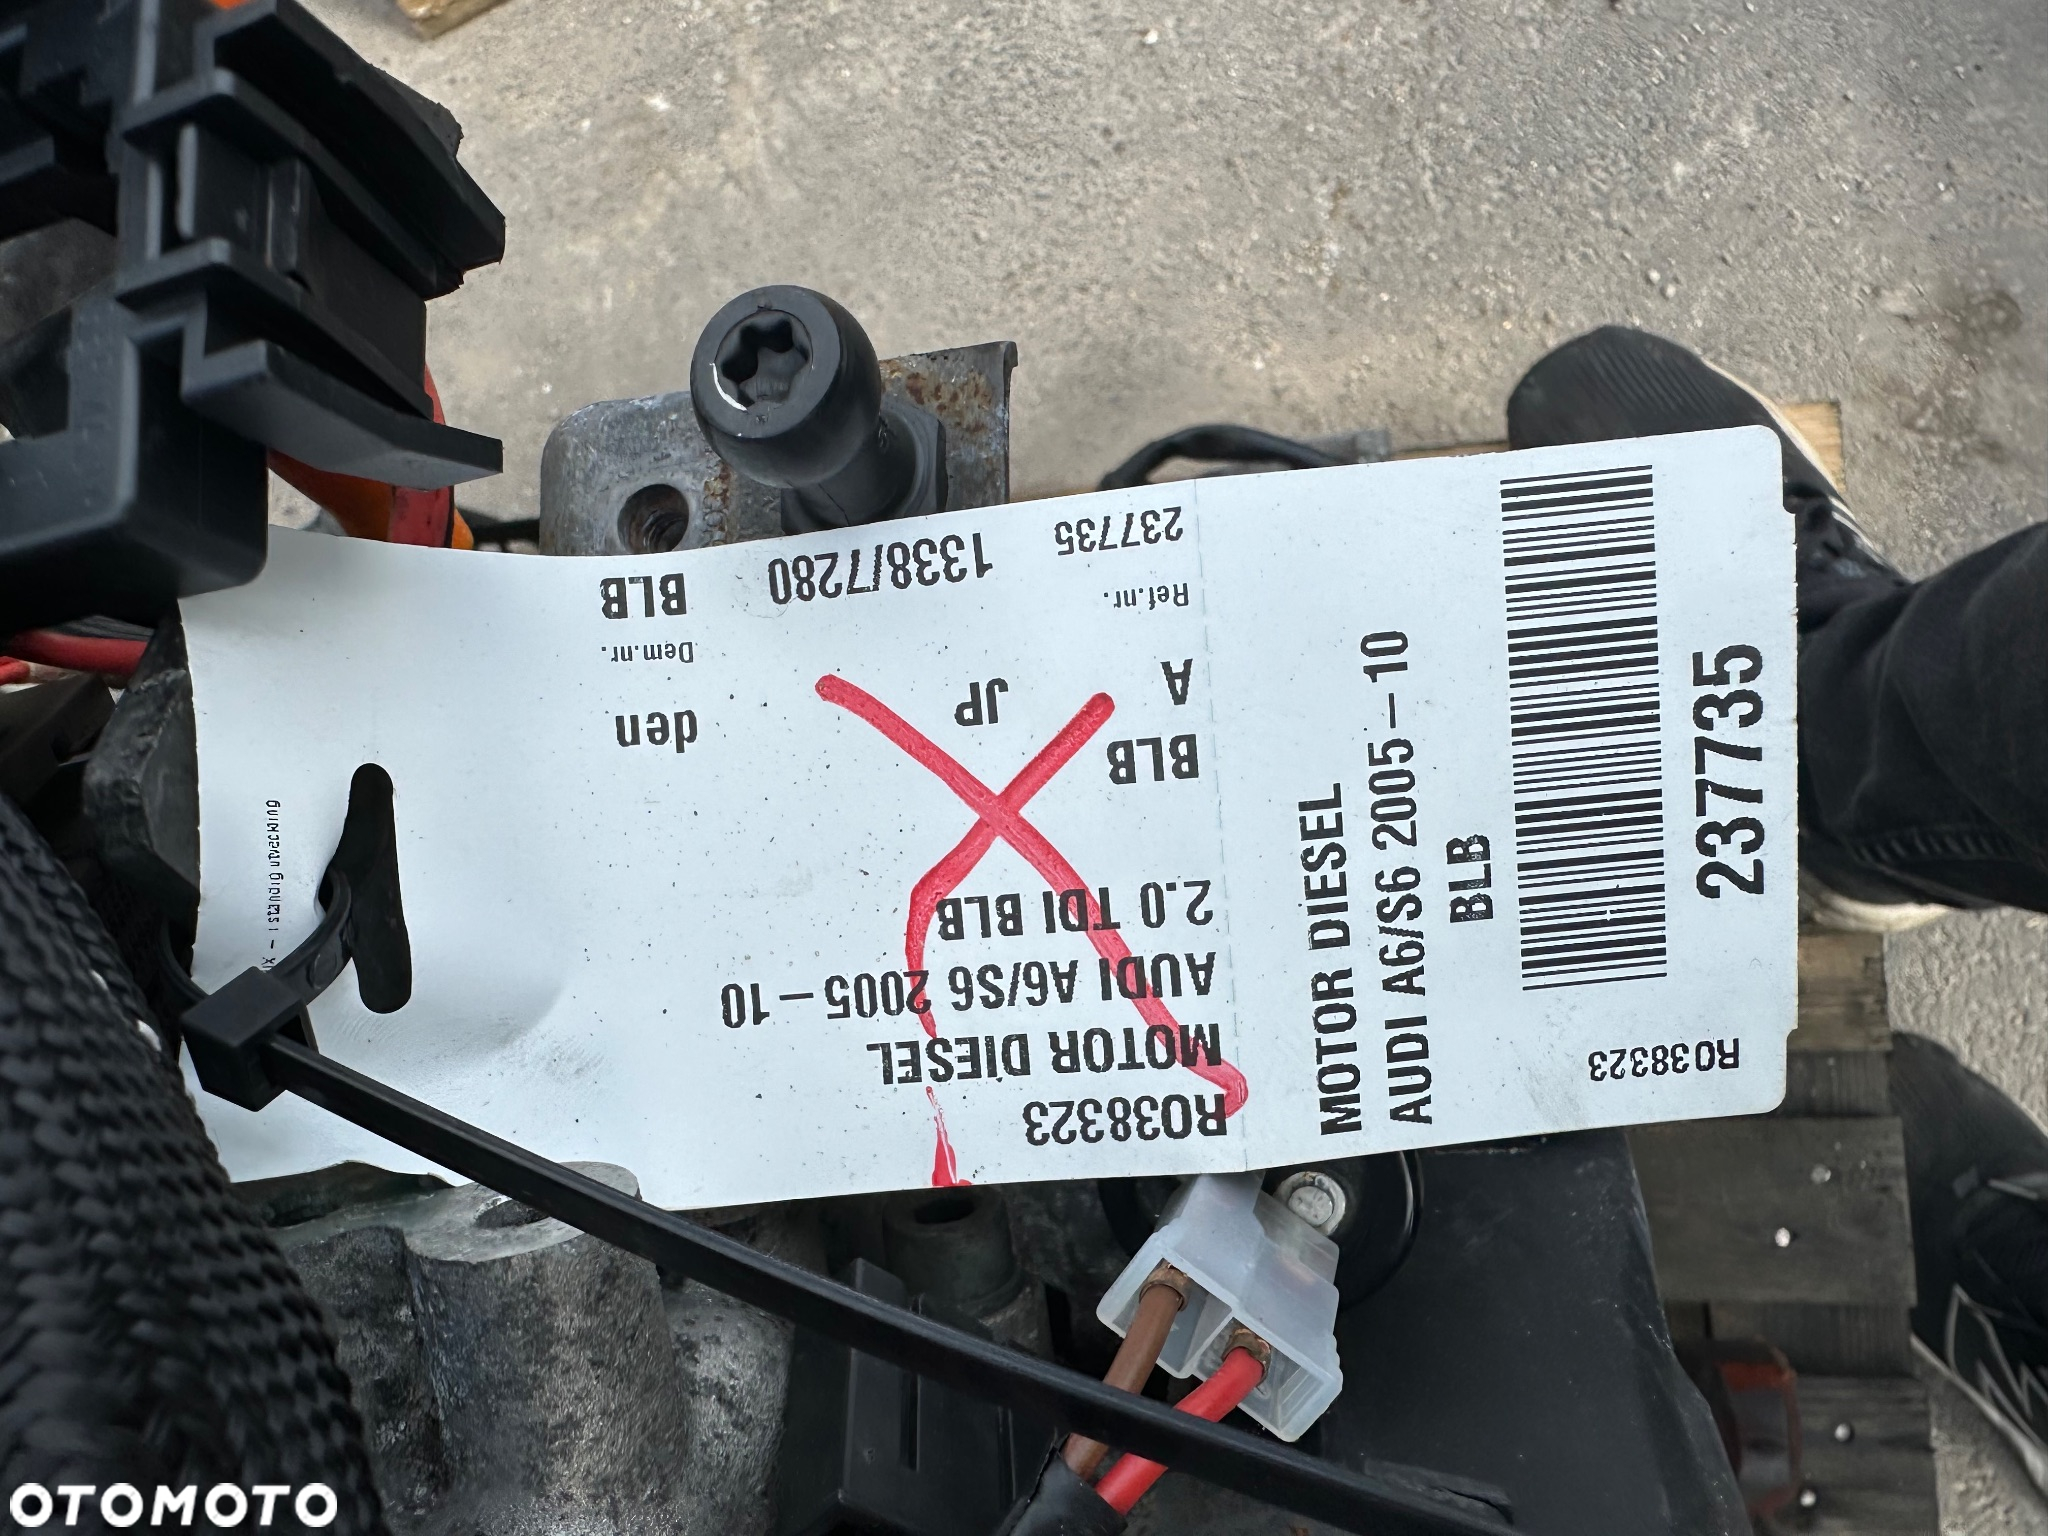 R038323
MOTOR DIESEL
AUDI A6/S6 2005-10
2.0 TDI BLB
BLB A
JP
Ref.nr. 237735
1338/7280
den
Dem.nr. BLB
MOTOR DIESEL
AUDI A6/S6 2005-10
BLB
237735
R038323
OTOMOTO